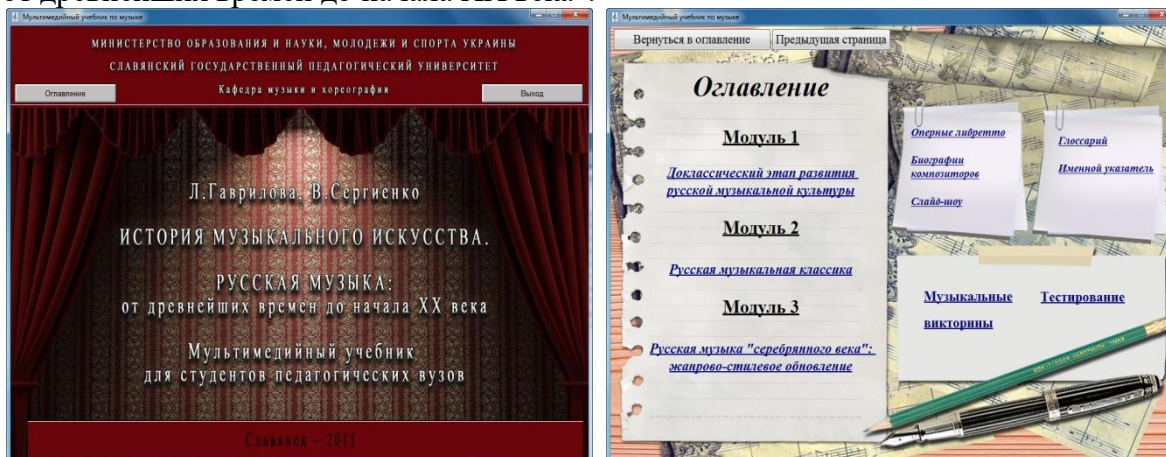 от древнейших времен до начала ХХ века".
Мультимедийный учебник по музыке
МИНИСТЕРСТВО ОБРАЗОВАНИЯ И НАУКИ, МОЛОДЕЖИ И СПОРТА УКРАИНЫ
СЛАВЯНСКИЙ ГОСУДАРСТВЕННЫЙ ПЕДАГОГИЧЕСКИЙ УНИВЕРСИТЕТ
Оглавление
Кафедра музыки и хореографии
Выход
Л.Гаврилова, В.Сергиенко
ИСТОРИЯ МУЗЫКАЛЬНОГО ИСКУССТВА.
РУССКАЯ МУЗЫКА:
от древнейших времен до начала ХХ века
Мультимедийный учебник
для студентов педагогических вузов
Славянск - 2011
Мультимедийный учебник по музыке
Вернуться в оглавление
Предыдущая страница
Оглавление
Модуль 1
Доклассический этап развития
русской музыкальной культуры
Модуль 2
Русская музыкальная классика
Модуль 3
Русская музыка "серебрянного века":
жанрово-стилевое обновление
Оперные либретто
Биографии
композиторов
Слайд-шоу
Глоссарий
Именной указатель
Музыкальные
викторины
Тестирование